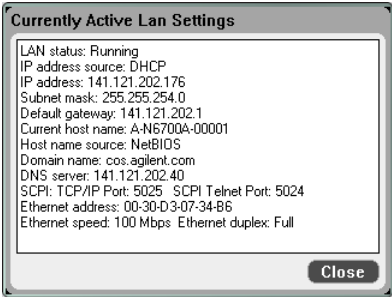 Currently Active Lan Settings
LAN status: Running
IP address source: DHCP
IP address: 141.121.202.176
Subnet mask: 255.255.254.0
Default gateway: 141.121.202.1
Current host name: A-N6700A-00001
Host name source: NetBIOS
Domain name: cos.agilent.com
DNS server: 141.121.202.40
SCPI: TCP/IP Port: 5025   SCPI Telnet Port: 5024
Ethernet address: 00-30-D3-07-34-B6
Ethernet speed: 100 Mbps  Ethernet duplex: Full
Close